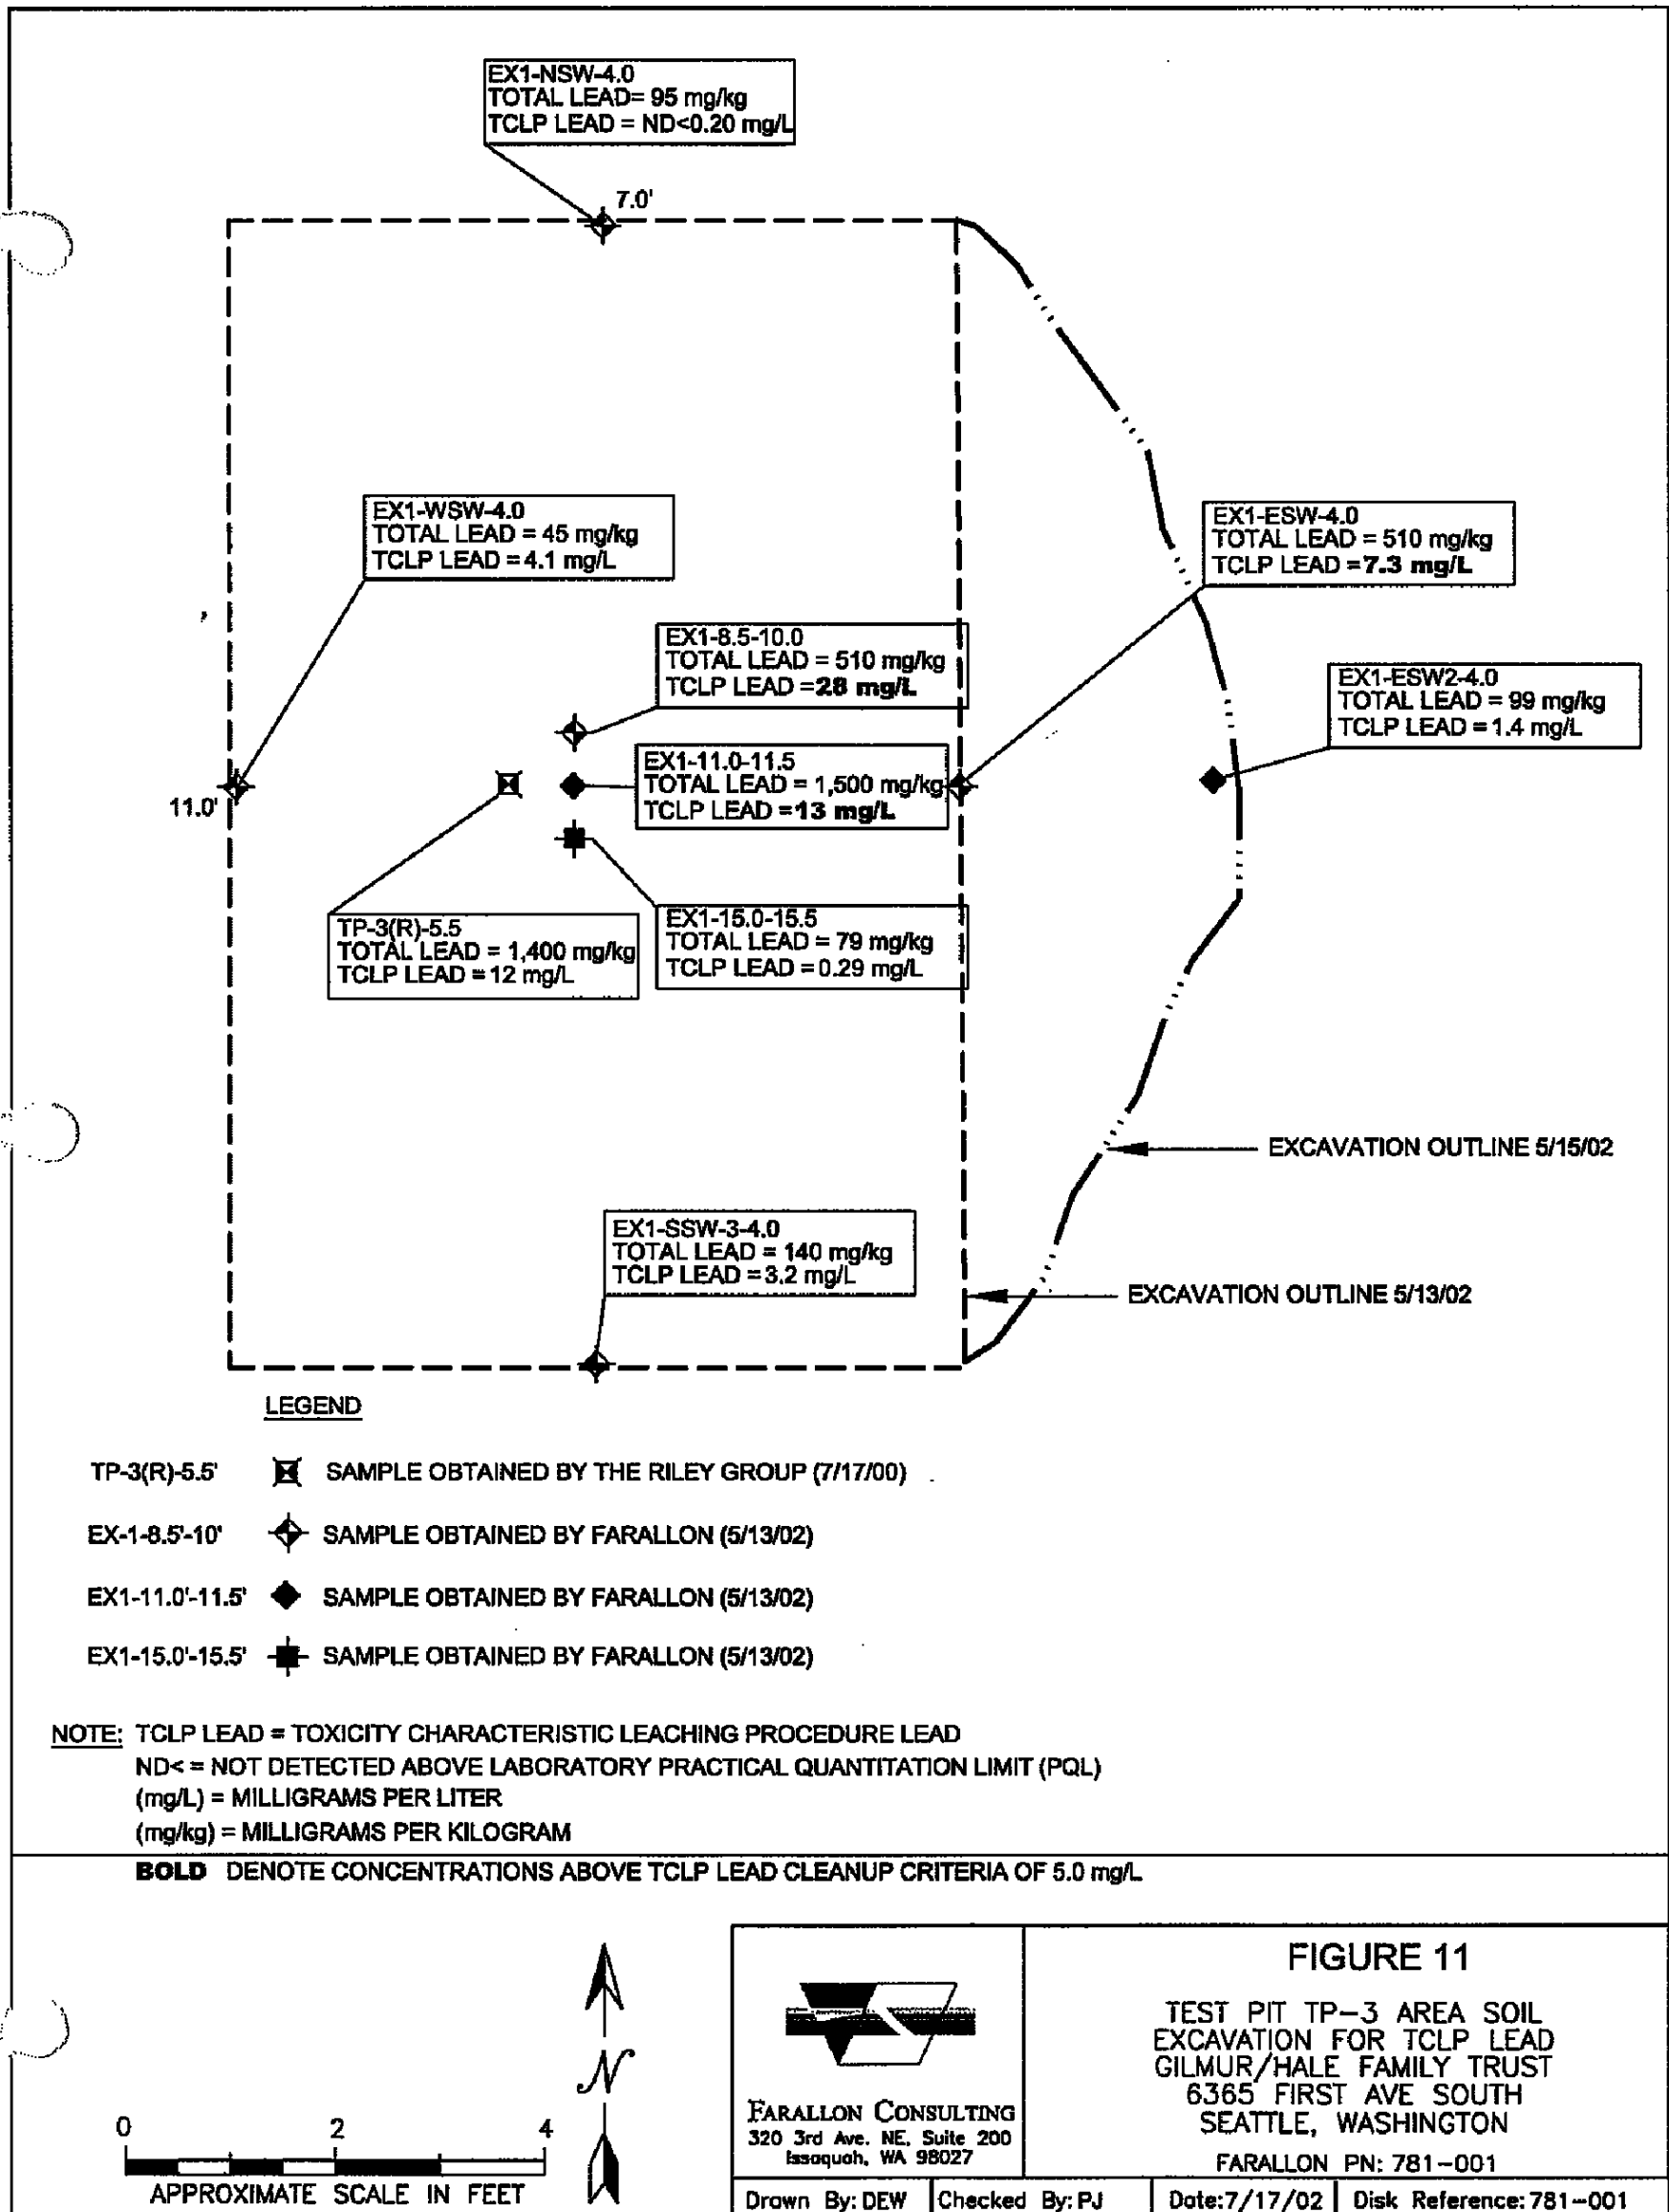 EX1-NSW-4.0
TOTAL LEAD= 95 mg/kg
TCLP LEAD = ND<0.20 mg/L
7.0'
EX1-WSW-4.0
TOTAL LEAD = 45 mg/kg
TCLP LEAD =4.1 mg/L
EX1-ESW-4.0
TOTAL LEAD = 510 mg/kg
TCLP LEAD =7.3 mg/L
EX1-8.5-10.0
TOTAL LEAD = 510 mg/kg
TCLP LEAD =28 mg/L
EX1-ESW2-4.0
TOTAL LEAD = 99 mg/kg
TCLP LEAD =1.4 mg/L
EX1-11.0-11.5
TOTAL LEAD = 1,500 mg/kg
TCLP LEAD =13 mg/L
11.0'
TP-3(R)-5.5
TOTAL LEAD = 1,400 mg/kg
TCLP LEAD = 12 mg/L
EX1-15.0-15.5
TOTAL LEAD = 79 mg/kg
TCLP LEAD =0.29 mg/L
EXCAVATION OUTLINE 5/15/02
EX1-SSW-3-4.0
TOTAL LEAD = 140 mg/kg
TCLP LEAD =3.2 mg/L
EXCAVATION OUTLINE 5/13/02
LEGEND
TP-3(R)-5.5' SAMPLE OBTAINED BY THE RILEY GROUP (7/17/00)
EX-1-8.5'-10' SAMPLE OBTAINED BY FARALLON (5/13/02)
EX1-11.0'-11.5' SAMPLE OBTAINED BY FARALLON (5/13/02)
EX1-15.0'-15.5' SAMPLE OBTAINED BY FARALLON (5/13/02)
NOTE: TCLP LEAD = TOXICITY CHARACTERISTIC LEACHING PROCEDURE LEAD
ND< = NOT DETECTED ABOVE LABORATORY PRACTICAL QUANTITATION LIMIT (PQL)
(mg/L) = MILLIGRAMS PER LITER
(mg/kg) = MILLIGRAMS PER KILOGRAM
BOLD DENOTE CONCENTRATIONS ABOVE TCLP LEAD CLEANUP CRITERIA OF 5.0 mg/L
N
0 2 4
APPROXIMATE SCALE IN FEET
FARALLON CONSULTING
320 3rd Ave. NE, Suite 200
Issaquah, WA 98027
FIGURE 11
TEST PIT TP-3 AREA SOIL
EXCAVATION FOR TCLP LEAD
GILMUR/HALE FAMILY TRUST
6365 FIRST AVE SOUTH
SEATTLE, WASHINGTON
FARALLON PN: 781-001
Drawn By: DEW Checked By: PJ Date:7/17/02 Disk Reference: 781-001